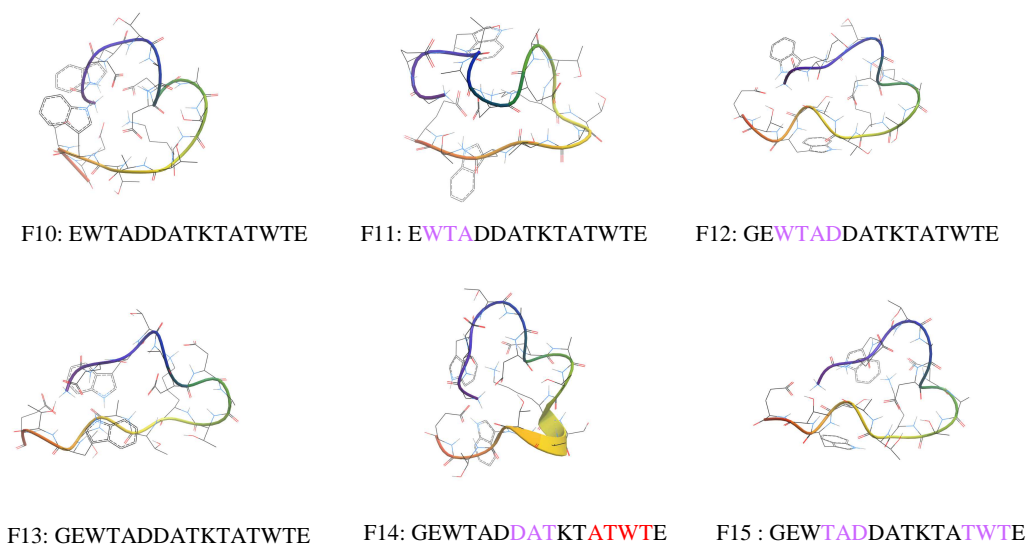 F10: EWTADDATKTATWTE
F11: EWTADDATKTATWTE
F12: GEWTADDATKTATWTE
F13: GEWTADDATKTATWTE
F14: GEWTADDATKTATWTE
F15 : GEWTADDATKTATWTE